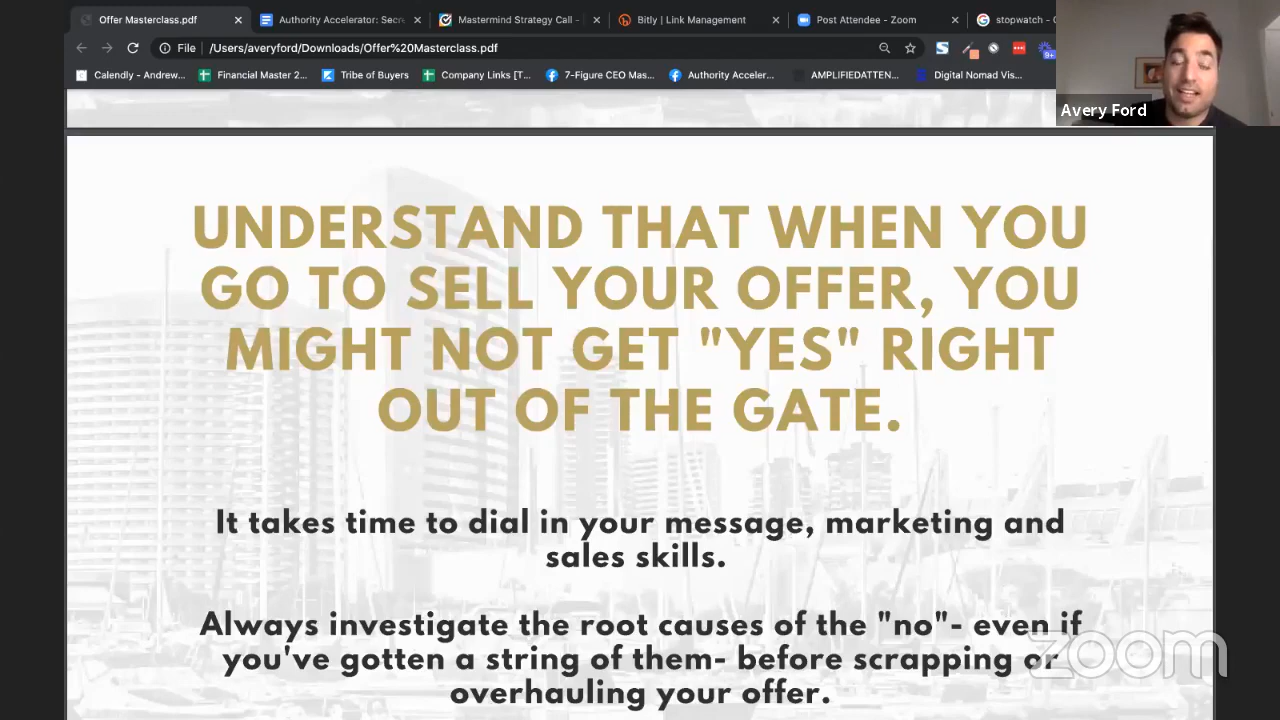 Offer Masterclass.pdf
Authority Accelerator: Secre
Mastermind Strategy Call -
Bitly | Link Management
Post Attendee - Zoom
stopwatch -
File | /Users/averyford/Downloads/Offer%20Masterclass.pdf
9+
Calendly - Andrew...
Financial Master 2...
Tribe of Buyers
Company Links [T...
7-Figure CEO Mas...
Authority Acceler...
AMPLIFIEDATTEN...
Digital Nomad Vis...
Avery Ford
UNDERSTAND THAT WHEN YOU
GO TO SELL YOUR OFFER, YOU
MIGHT NOT GET "YES" RIGHT
OUT OF THE GATE.
It takes time to dial in your message, marketing and
sales skills.
Always investigate the root causes of the "no"- even if
you've gotten a string of them- before scrapping or
overhauling your offer.
zoom